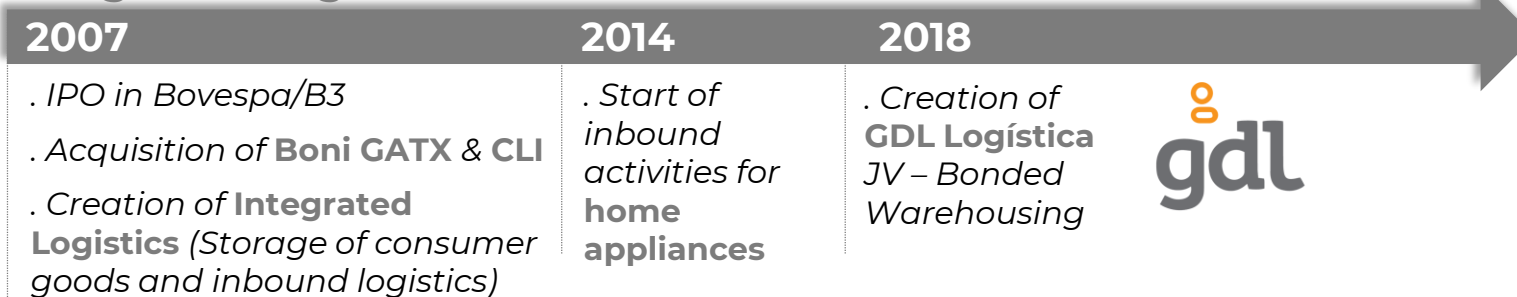 2007
. IPO in Bovespa/B3
. Acquisition of Boni GATX & CLI
. Creation of Integrated
Logistics (Storage of consumer
goods and inbound logistics)
2014
. Start of
inbound
activities for
home
appliances
2018
. Creation of
GDL Logística
JV – Bonded
Warehousing
gdl